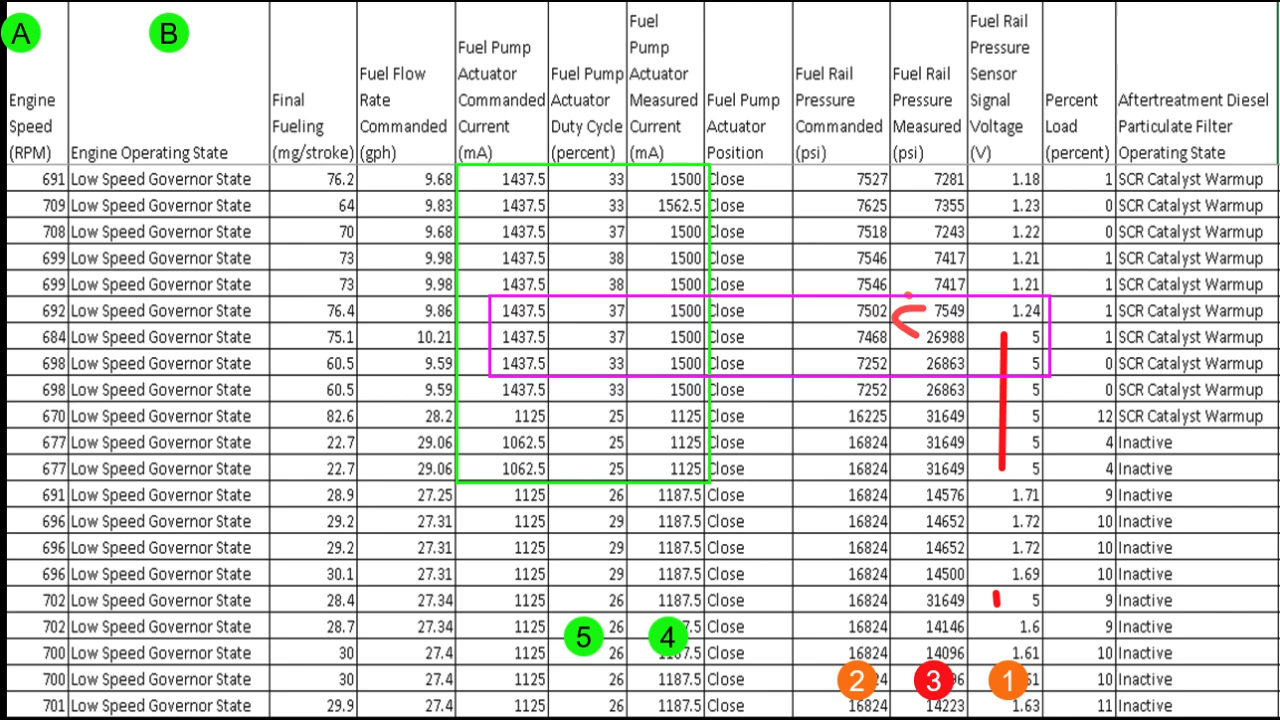 A B
Engine Speed (RPM) Engine Operating State Final Fueling (mg/stroke) Fuel Flow Rate Commanded (gph) Fuel Pump Actuator Commanded Current (mA) Fuel Pump Actuator Duty Cycle (percent) Fuel Pump Actuator Measured Current (mA) Fuel Pump Actuator Position Fuel Rail Pressure Commanded (psi) Fuel Rail Pressure Measured (psi) Fuel Rail Pressure Sensor Signal Voltage (V) Percent Load (percent) Aftertreatment Diesel Particulate Filter Operating State
691 Low Speed Governor State 76.2 9.68 1437.5 33 1500 Close 7527 7281 1.18 1 SCR Catalyst Warmup
709 Low Speed Governor State 64 9.83 1437.5 33 1562.5 Close 7625 7355 1.23 0 SCR Catalyst Warmup
708 Low Speed Governor State 70 9.68 1437.5 37 1500 Close 7518 7243 1.22 0 SCR Catalyst Warmup
699 Low Speed Governor State 73 9.98 1437.5 38 1500 Close 7546 7417 1.21 1 SCR Catalyst Warmup
699 Low Speed Governor State 73 9.98 1437.5 38 1500 Close 7546 7417 1.21 1 SCR Catalyst Warmup
692 Low Speed Governor State 76.4 9.86 1437.5 37 1500 Close 7502 7549 1.24 1 SCR Catalyst Warmup
684 Low Speed Governor State 75.1 10.21 1437.5 37 1500 Close 7468 26988 5 1 SCR Catalyst Warmup
698 Low Speed Governor State 60.5 9.59 1437.5 33 1500 Close 7252 26863 5 0 SCR Catalyst Warmup
698 Low Speed Governor State 60.5 9.59 1437.5 33 1500 Close 7252 26863 5 0 SCR Catalyst Warmup
670 Low Speed Governor State 82.6 28.2 1125 25 1125 Close 16225 31649 5 12 SCR Catalyst Warmup
677 Low Speed Governor State 22.7 29.06 1062.5 25 1125 Close 16824 31649 5 4 Inactive
677 Low Speed Governor State 22.7 29.06 1062.5 25 1125 Close 16824 31649 5 4 Inactive
691 Low Speed Governor State 28.9 27.25 1125 26 1187.5 Close 16824 14576 1.71 9 Inactive
696 Low Speed Governor State 29.2 27.31 1125 29 1187.5 Close 16824 14652 1.72 10 Inactive
696 Low Speed Governor State 29.2 27.31 1125 29 1187.5 Close 16824 14652 1.72 10 Inactive
696 Low Speed Governor State 30.1 27.31 1125 29 1187.5 Close 16824 14500 1.69 10 Inactive
702 Low Speed Governor State 28.4 27.34 1125 26 1187.5 Close 16824 31649 5 9 Inactive
702 Low Speed Governor State 28.7 27.34 1125 26 Close 16824 14146 1.6 9 Inactive
5 4
700 Low Speed Governor State 30 27.4 1125 26 Close 16824 14096 1.61 10 Inactive
700 Low Speed Governor State 30 27.4 1125 26 1187.5 Close 2 3 1 10 Inactive
701 Low Speed Governor State 29.9 27.4 1125 26 1187.5 Close 16824 14223 1.63 11 Inactive